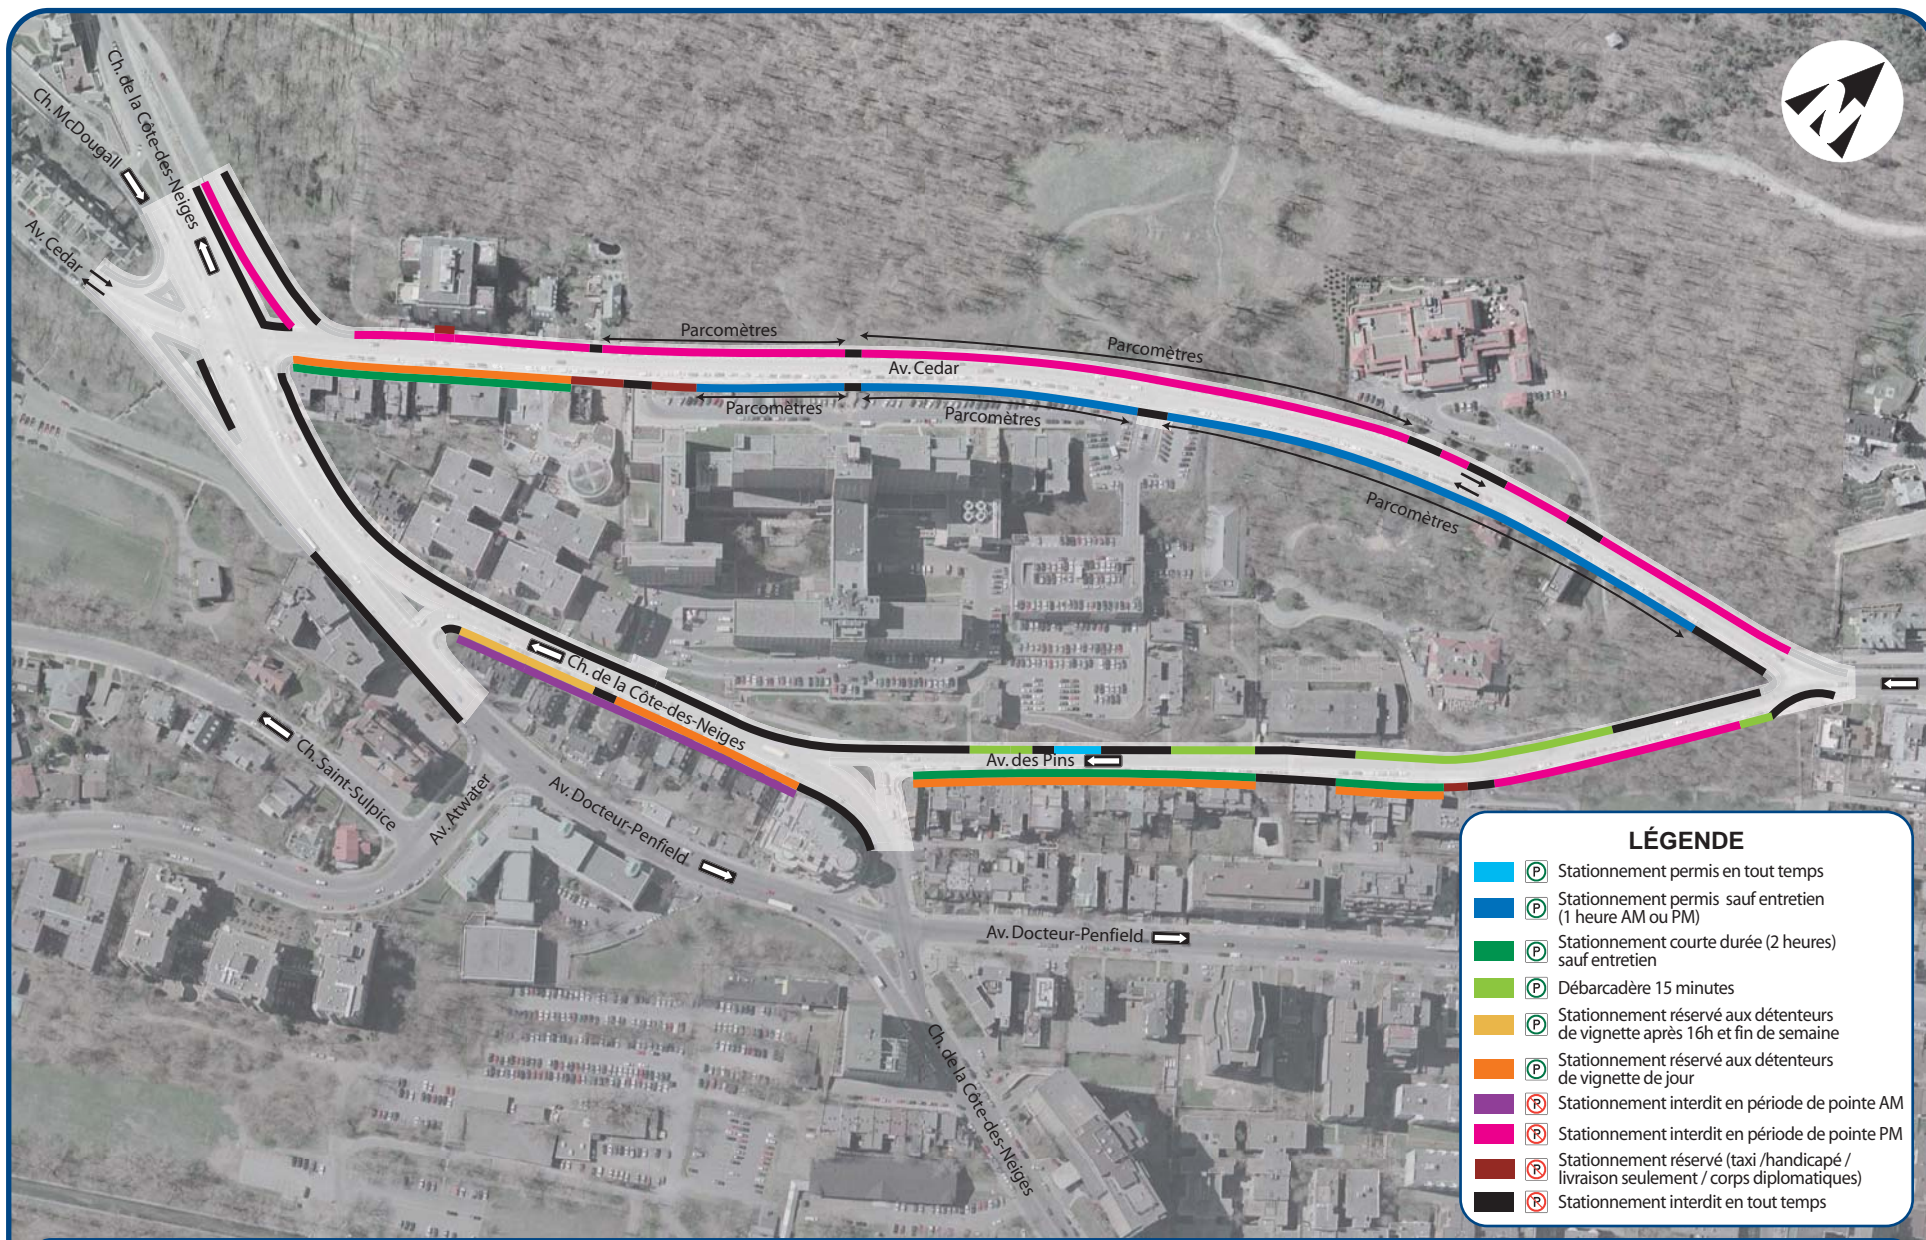 Ch. de la Côte-des-Neiges
Ch. McDougall
Av. Cedar
Parcomètres
Parcomètres
Av. Cedar
Parcomètres
Parcomètres
Parcomètres
Ch. de la Côte-des-Neiges
Av. des Pins
Ch. Saint-Sulpice
Av. Atwater
Av. Docteur-Penfield
Av. Docteur-Penfield
Ch. de la Côte-des-Neiges
LÉGENDE
P Stationnement permis en tout temps
P Stationnement permis sauf entretien
(1 heure AM ou PM)
P Stationnement courte durée (2 heures)
sauf entretien
P Débarcadère 15 minutes
P Stationnement réservé aux détenteurs
de vignette après 16h et fin de semaine
P Stationnement réservé aux détenteurs
de vignette de jour
P Stationnement interdit en période de pointe AM
P Stationnement interdit en période de pointe PM
P Stationnement réservé (taxi /handicapé /
livraison seulement / corps diplomatiques)
P Stationnement interdit en tout temps